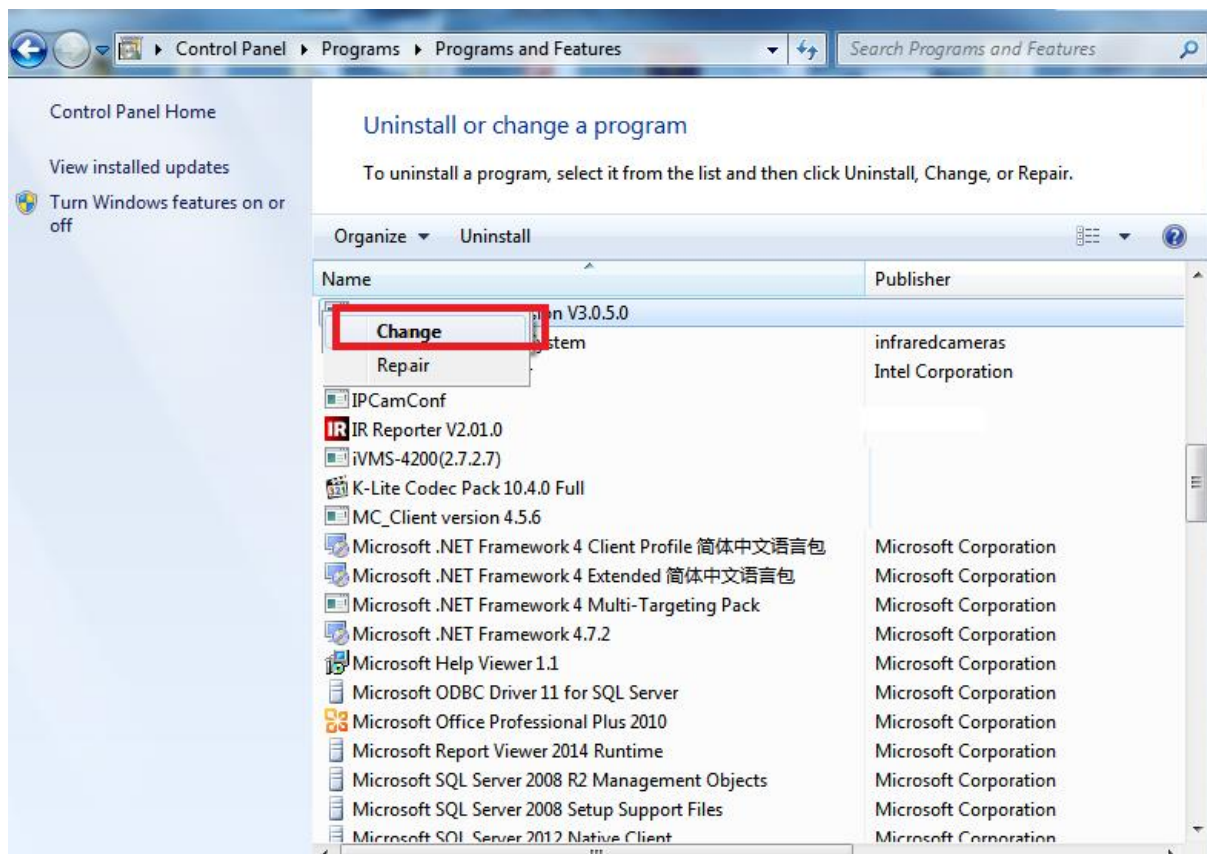 Control Panel ▸ Programs ▸ Programs and Features
Search Programs and Features
Control Panel Home
View installed updates
Turn Windows features on or
off
Uninstall or change a program
To uninstall a program, select it from the list and then click Uninstall, Change, or Repair.
Organize Uninstall
Name Publisher
V3.0.5.0
Change
infraredcameras
Repair
Intel Corporation
IPCamConf
IR IR Reporter V2.01.0
iVMS-4200(2.7.2.7)
K-Lite Codec Pack 10.4.0 Full
MC_Client version 4.5.6
Microsoft .NET Framework 4 Client Profile 简体中文语言包 Microsoft Corporation
Microsoft .NET Framework 4 Extended 简体中文语言包 Microsoft Corporation
Microsoft .NET Framework 4 Multi-Targeting Pack Microsoft Corporation
Microsoft .NET Framework 4.7.2 Microsoft Corporation
Microsoft Help Viewer 1.1 Microsoft Corporation
Microsoft ODBC Driver 11 for SQL Server Microsoft Corporation
Microsoft Office Professional Plus 2010 Microsoft Corporation
Microsoft Report Viewer 2014 Runtime Microsoft Corporation
Microsoft SQL Server 2008 R2 Management Objects Microsoft Corporation
Microsoft SQL Server 2008 Setup Support Files Microsoft Corporation
Microsoft SQL Server 2012 Native Client Microsoft Corporation